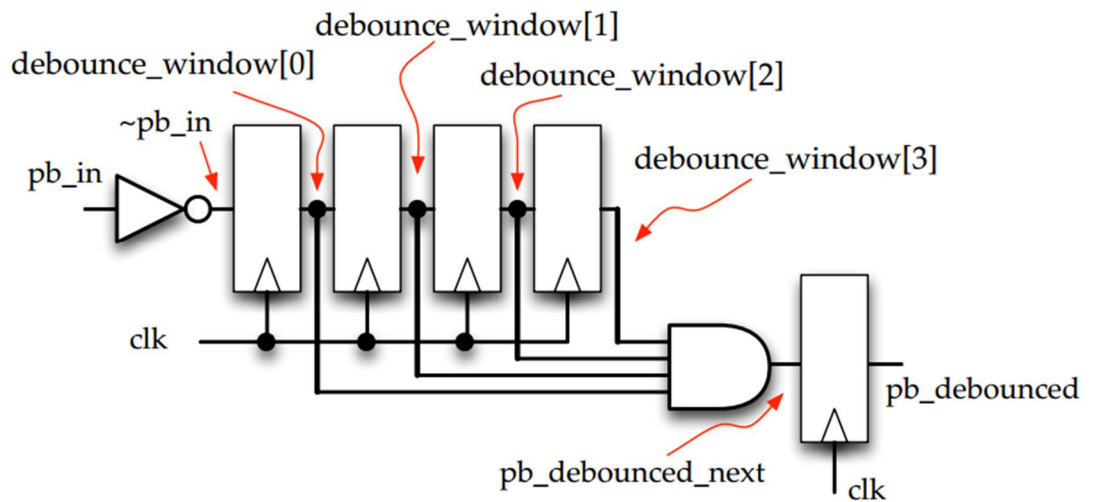 debounce_window[1]
debounce_window[0]
debounce_window[2]
~pb_in
debounce_window[3]
pb_in
clk
pb_debounced
pb_debounced_next
clk